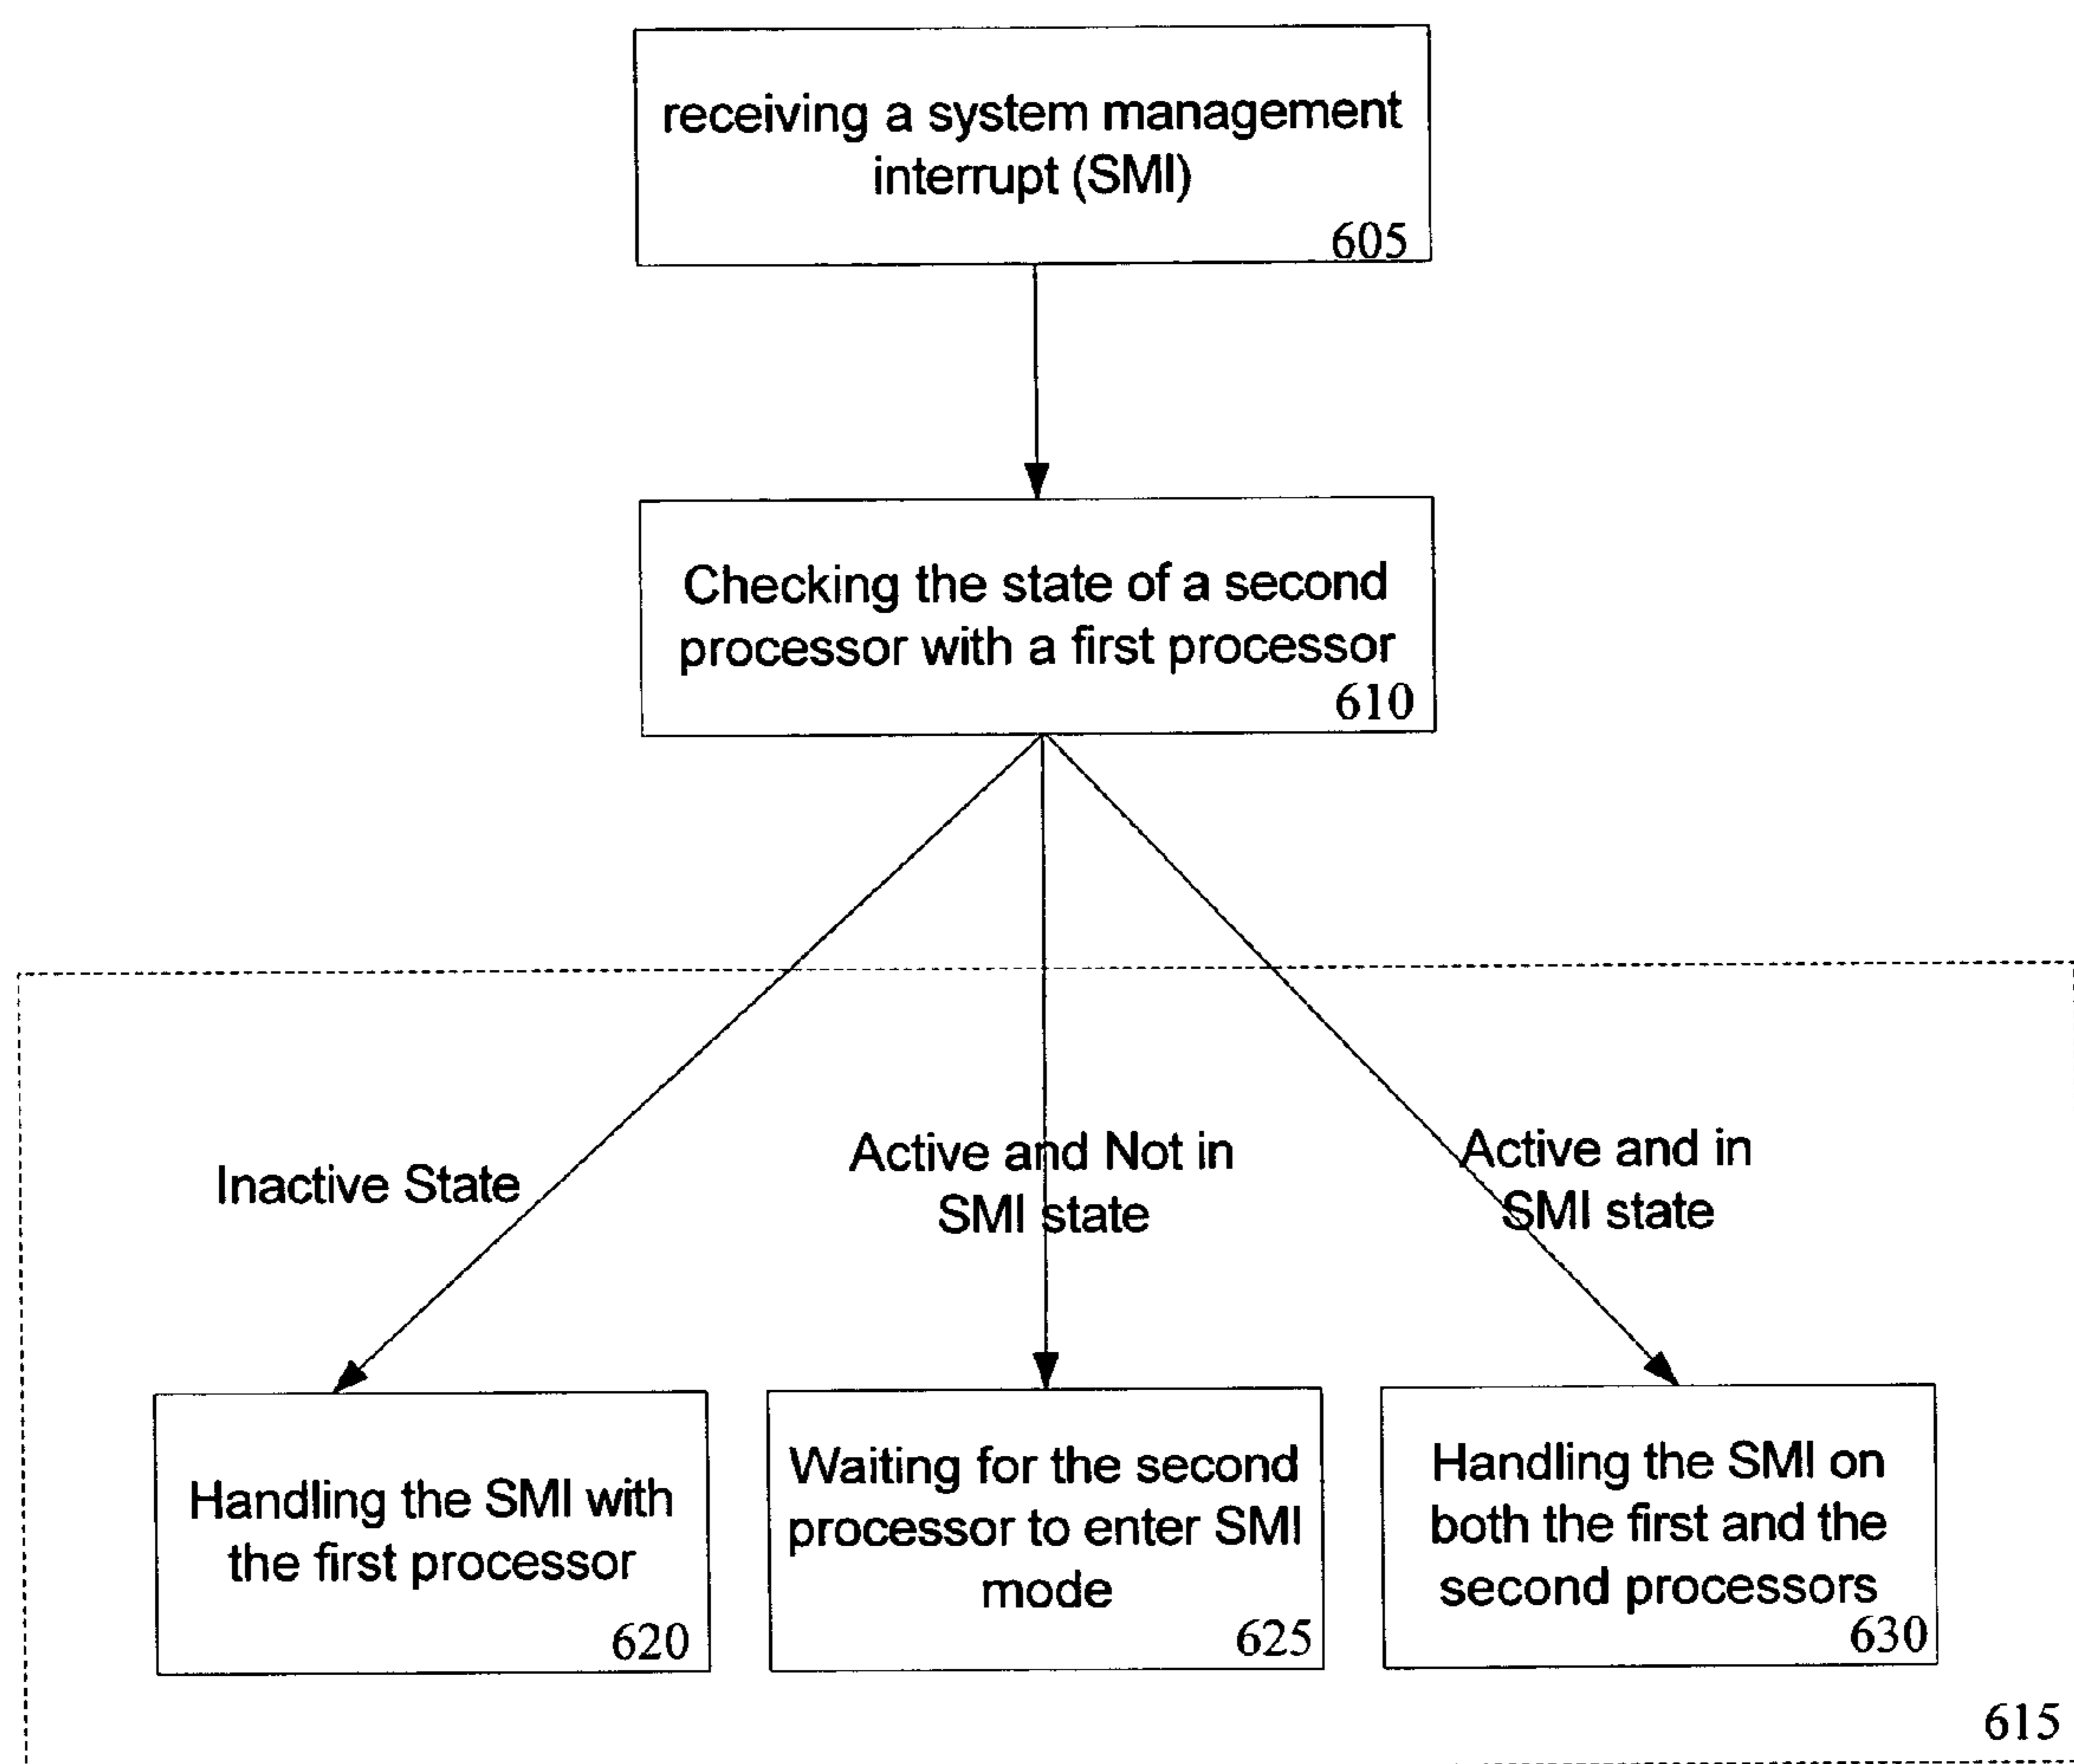 receiving a system management
interrupt (SMI)
605
Checking the state of a second
processor with a first processor
610
Inactive State
Active and Not in
SMI state
Active and in
SMI state
Handling the SMI with
the first processor
620
Waiting for the second
processor to enter SMI
mode
625
Handling the SMI on
both the first and the
second processors
630
615